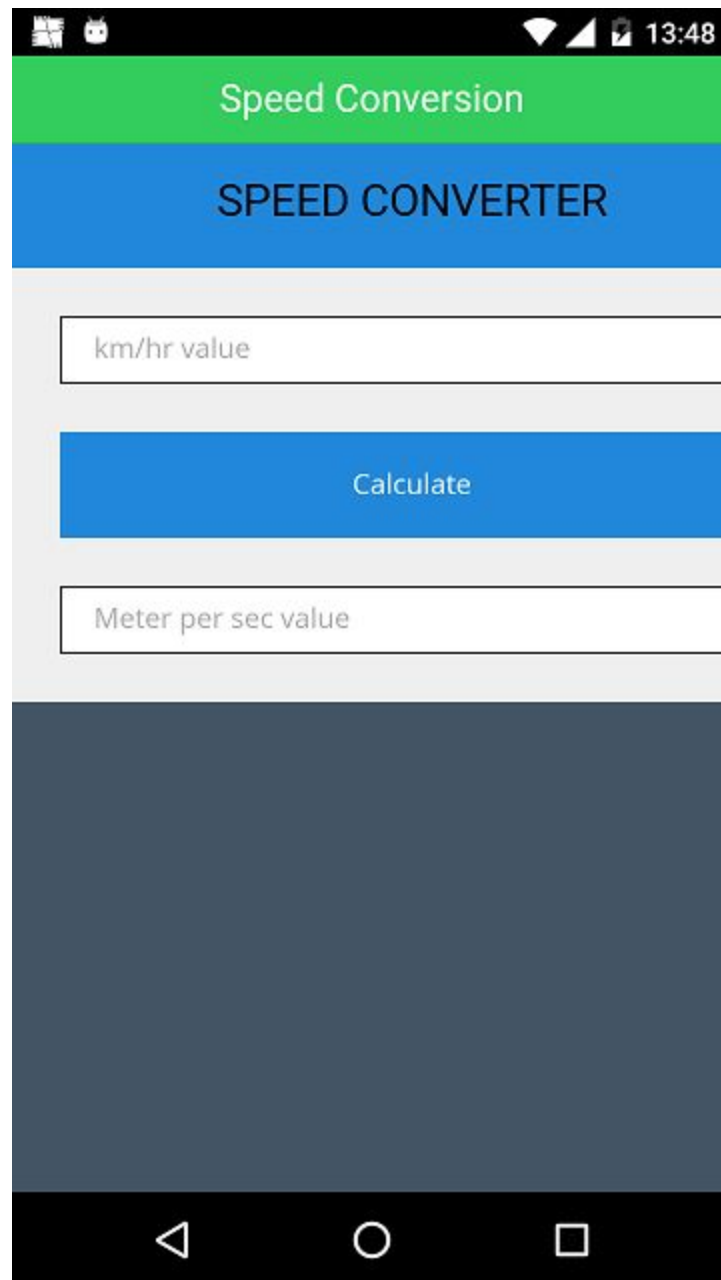 13:48
Speed Conversion
SPEED CONVERTER
km/hr value
Calculate
Meter per sec value